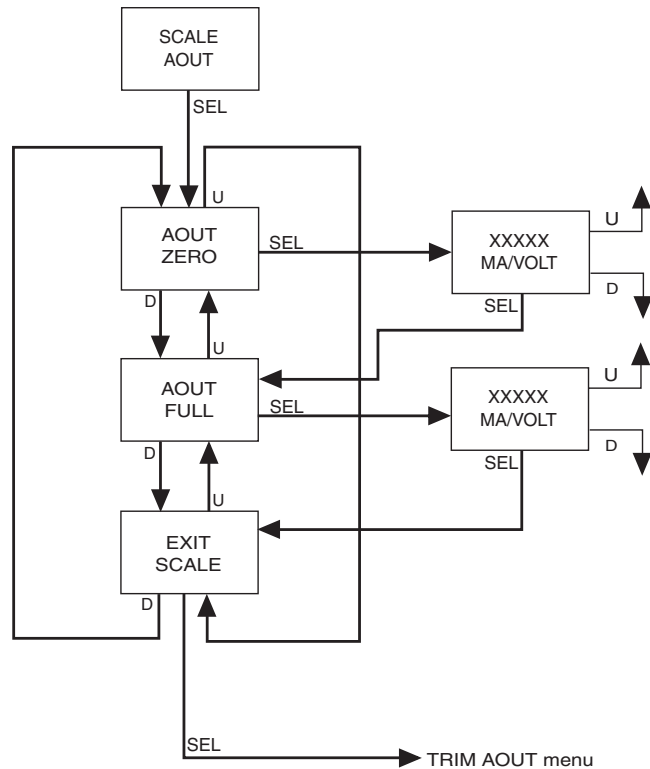 SCALE
AOUT
SEL
U
AOUT
ZERO
SEL
XXXXX
MA/VOLT
U
D
SEL
D
U
AOUT
FULL
SEL
XXXXX
MA/VOLT
U
D
SEL
D
U
EXIT
SCALE
D
SEL
TRIM AOUT menu